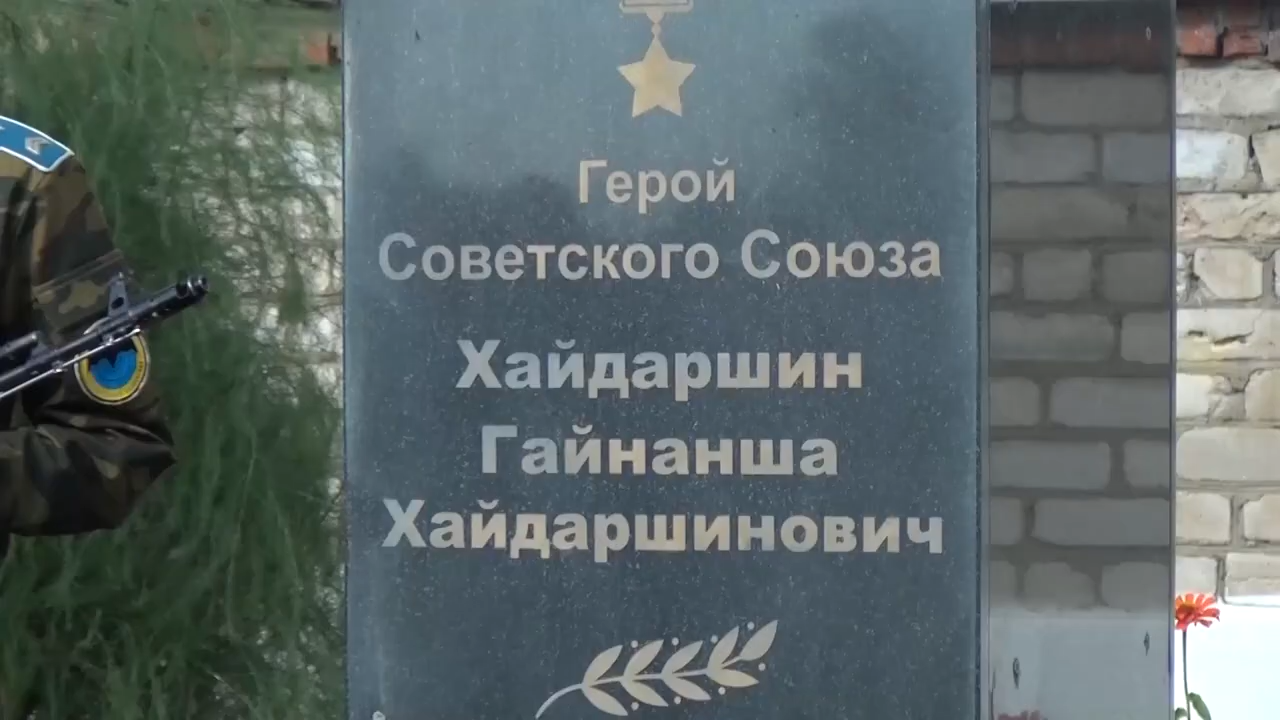 Герой
Советского Союза
Хайдаршин
Гайнанша
Хайдаршинович